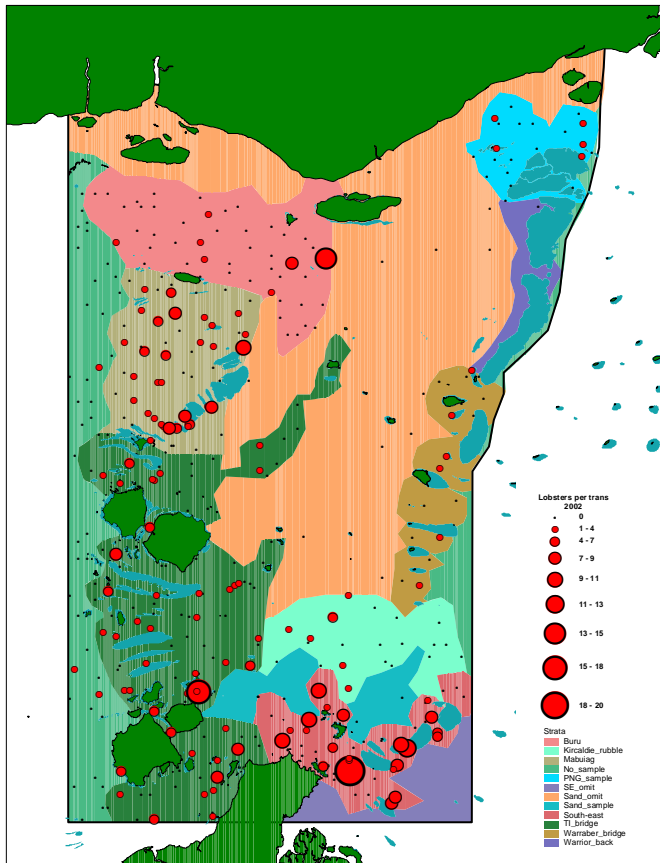 Lobsters per trans
2002
0
1 - 4
4 - 7
7 - 9
9 - 11
11 - 13
13 - 15
15 - 18
18 - 20
Strata
Buru
Kircaldie_rubble
Mabuiag
No_sample
PNG_sample
SE_omit
Sand_omit
Sand_sample
South-east
TI_bridge
Warraber_bridge
Warrior_back